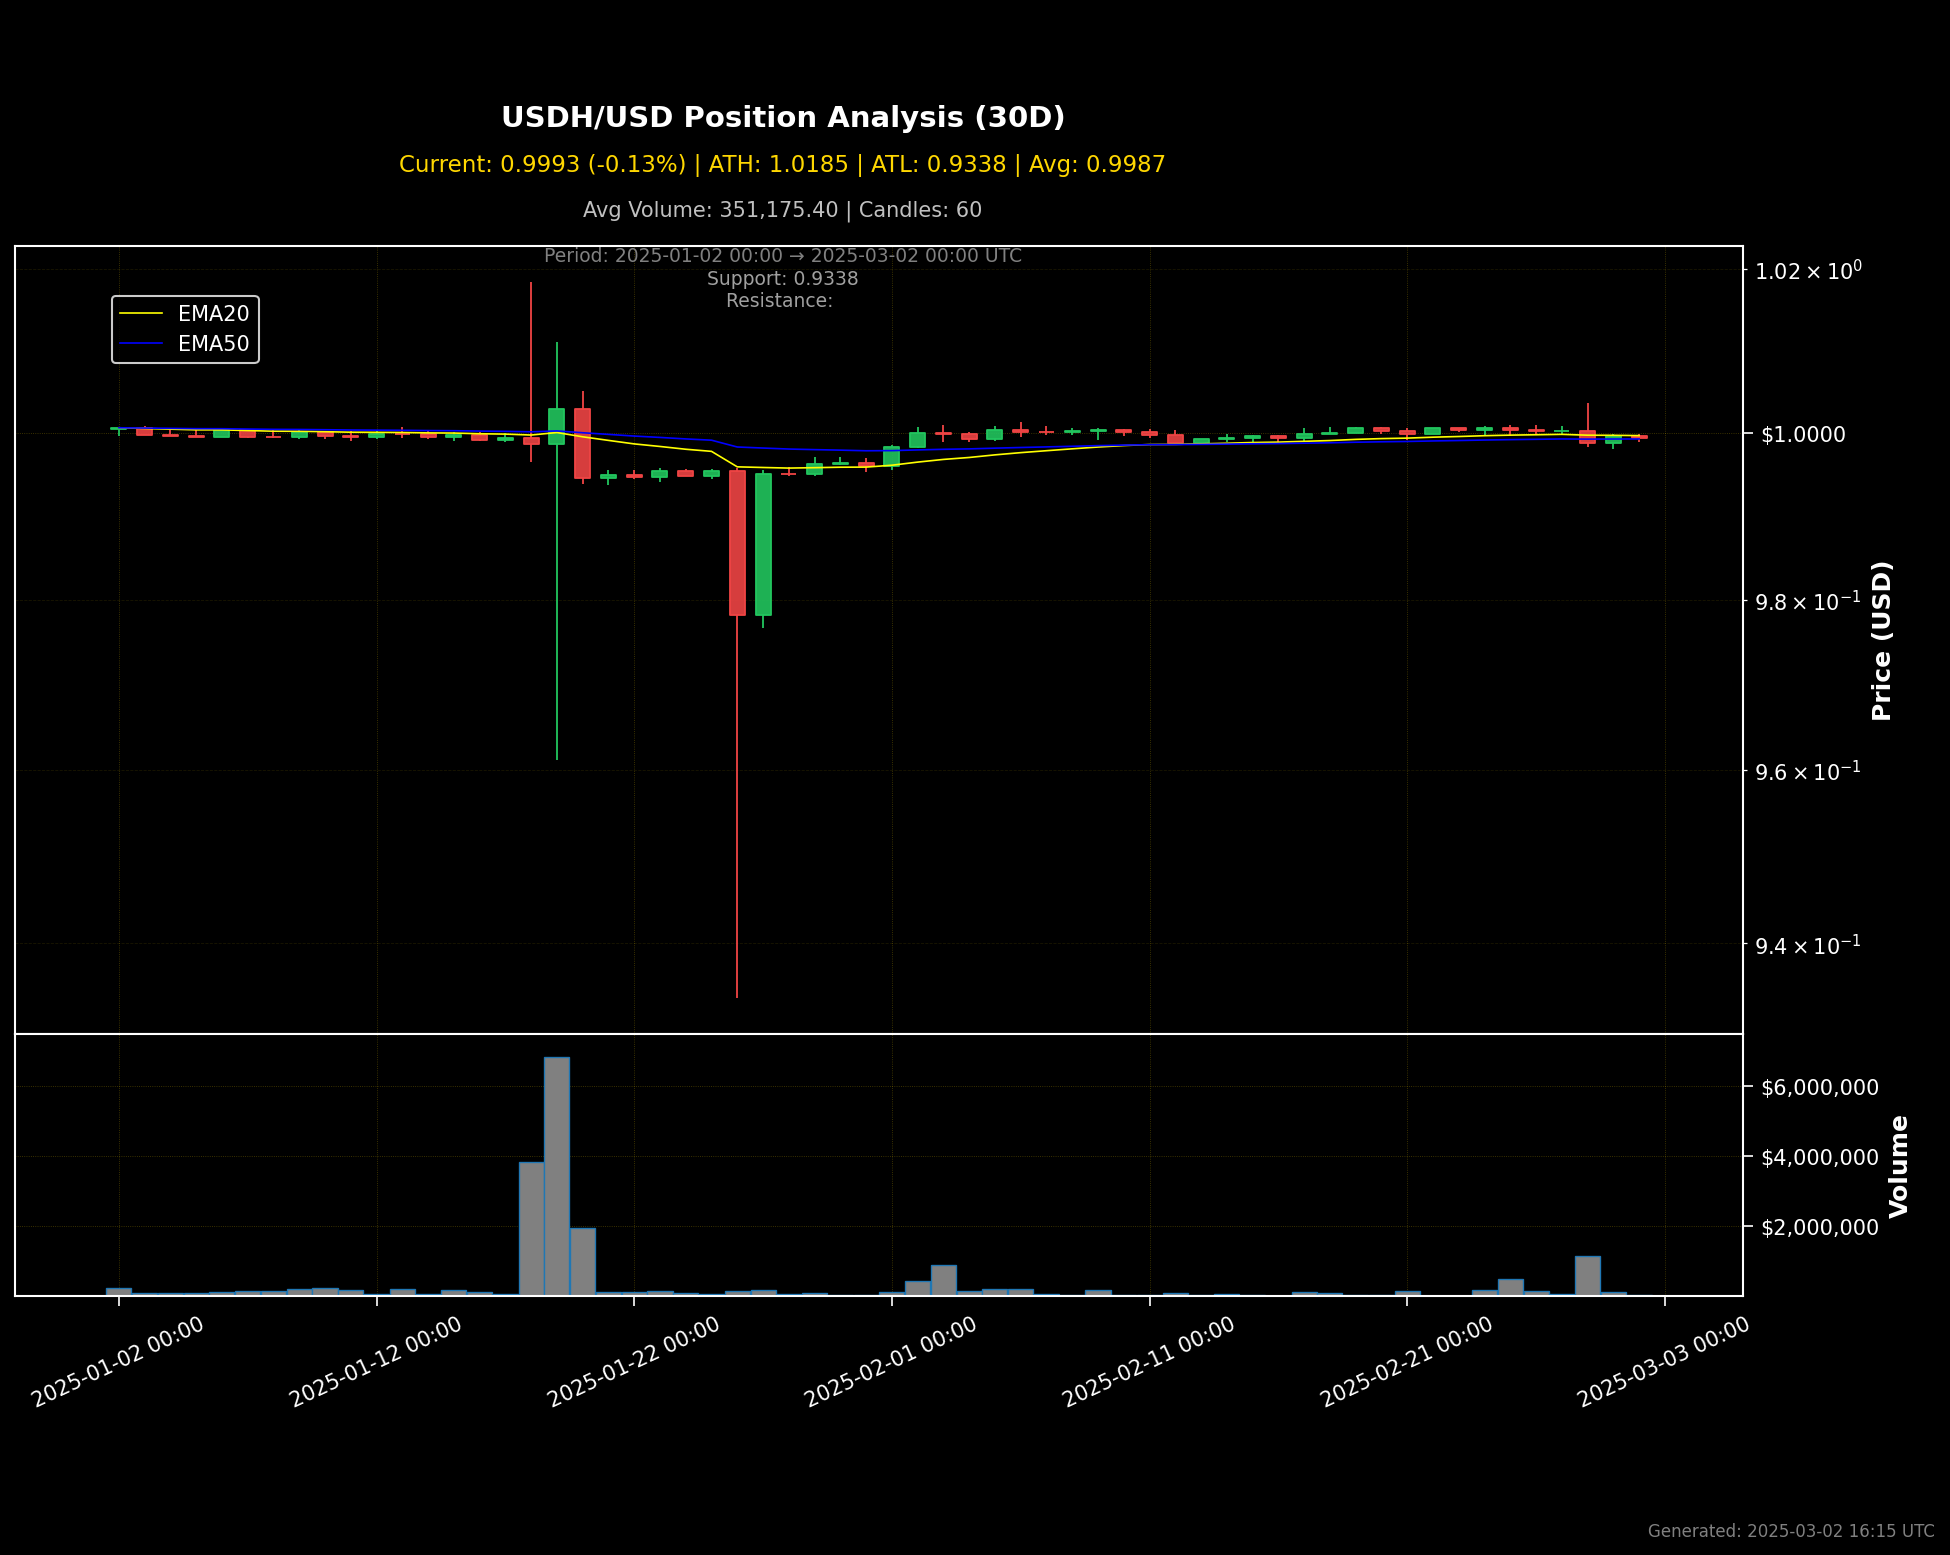 USDH/USD Position Analysis (30D)
Current: 0.9993 (-0.13%) | ATH: 1.0185 | ATL: 0.9338 | Avg: 0.9987
Avg Volume: 351,175.40 | Candles: 60
Period: 2025-01-02 00:00 → 2025-03-02 00:00 UTC
Support: 0.9338
Resistance:
EMA20
EMA50
1.02 × 10⁰
$1.0000
9.8 × 10⁻¹
9.6 × 10⁻¹
9.4 × 10⁻¹
Price (USD)
$6,000,000
$4,000,000
$2,000,000
Volume
2025-01-02 00:00
2025-01-12 00:00
2025-01-22 00:00
2025-02-01 00:00
2025-02-11 00:00
2025-02-21 00:00
2025-03-03 00:00
Generated: 2025-03-02 16:15 UTC